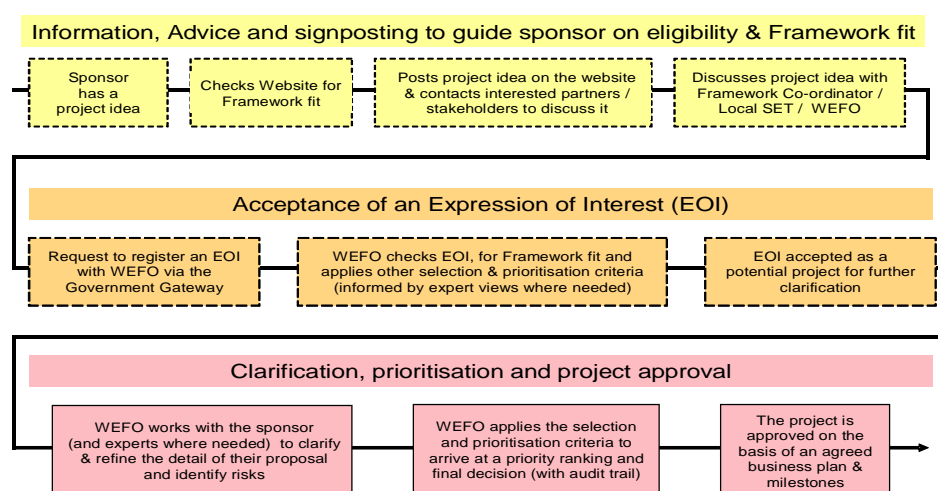 Information, Advice and signposting to guide sponsor on eligibility & Framework fit
Sponsor
has a
project idea
Checks Website for
Framework fit
Posts project idea on the website
& contacts interested partners /
stakeholders to discuss it
Discusses project idea with
Framework Co-ordinator /
Local SET / WEFO
Acceptance of an Expression of Interest (EOI)
Request to register an EOI
with WEFO via the
Government Gateway
WEFO checks EOI, for Framework fit and
applies other selection & prioritisation criteria
(informed by expert views where needed)
EOI accepted as a
potential project for further
clarification
Clarification, prioritisation and project approval
WEFO works with the sponsor
(and experts where needed) to clarify
& refine the detail of their proposal
and identify risks
WEFO applies the selection
and prioritisation criteria to
arrive at a priority ranking and
final decision (with audit trail)
The project is
approved on the
basis of an agreed
business plan &
milestones